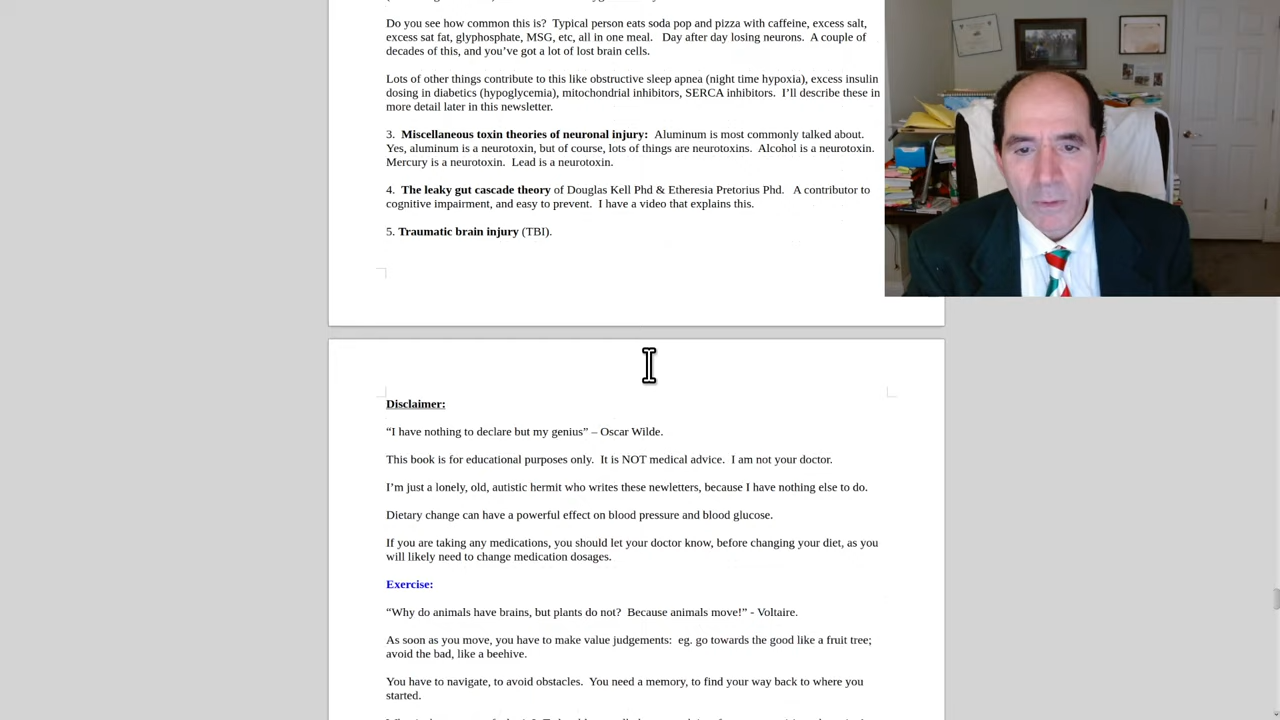 Do you see how common this is?  Typical person eats soda pop and pizza with caffeine, excess salt,
excess sat fat, glyphosphate, MSG, etc, all in one meal.   Day after day losing neurons.  A couple of
decades of this, and you’ve got a lot of lost brain cells.
Lots of other things contribute to this like obstructive sleep apnea (night time hypoxia), excess insulin
dosing in diabetics (hypoglycemia), mitochondrial inhibitors, SERCA inhibitors.  I’ll describe these in
more detail later in this newsletter.
3.  Miscellaneous toxin theories of neuronal injury:  Aluminum is most commonly talked about.
Yes, aluminum is a neurotoxin, but of course, lots of things are neurotoxins.  Alcohol is a neurotoxin.
Mercury is a neurotoxin.  Lead is a neurotoxin.
4.  The leaky gut cascade theory of Douglas Kell Phd & Etheresia Pretorius Phd.   A contributor to
cognitive impairment, and easy to prevent.  I have a video that explains this.
5. Traumatic brain injury (TBI).
Disclaimer:
“I have nothing to declare but my genius” – Oscar Wilde.
This book is for educational purposes only.  It is NOT medical advice.  I am not your doctor.
I’m just a lonely, old, autistic hermit who writes these newletters, because I have nothing else to do.
Dietary change can have a powerful effect on blood pressure and blood glucose.
If you are taking any medications, you should let your doctor know, before changing your diet, as you
will likely need to change medication dosages.
Exercise:
“Why do animals have brains, but plants do not?  Because animals move!” - Voltaire.
As soon as you move, you have to make value judgements:  eg. go towards the good like a fruit tree;
avoid the bad, like a beehive.
You have to navigate, to avoid obstacles.  You need a memory, to find your way back to where you
started.